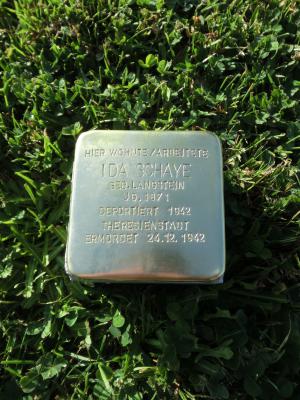 HIER WOHNTE/ARBEITETE
IDA SCHAYE
GEB. LANGSTEIN
JG. 1871
DEPORTIERT 1942
THERESIENSTADT
ERMORDET 24.12.1942